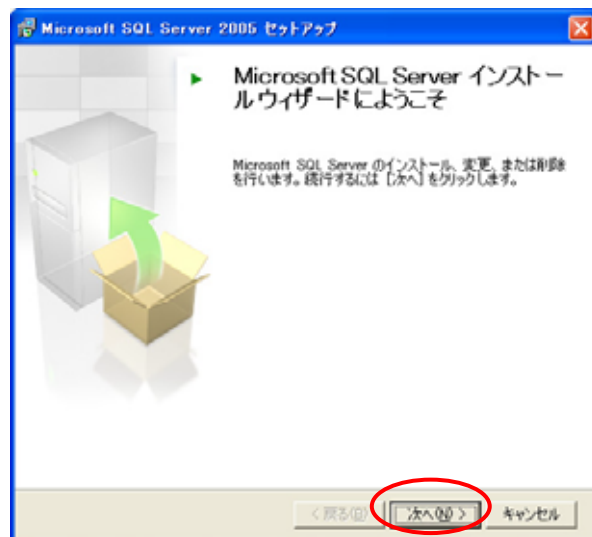 Microsoft SQL Server 2005 セットアップ
Microsoft SQL Server インストー
ル ウィザードにようこそ
Microsoft SQL Server のインストール、変更、または削除
を行います。続行するには [次へ] をクリックします。
< 戻る(B)
次へ(N) >
キャンセル